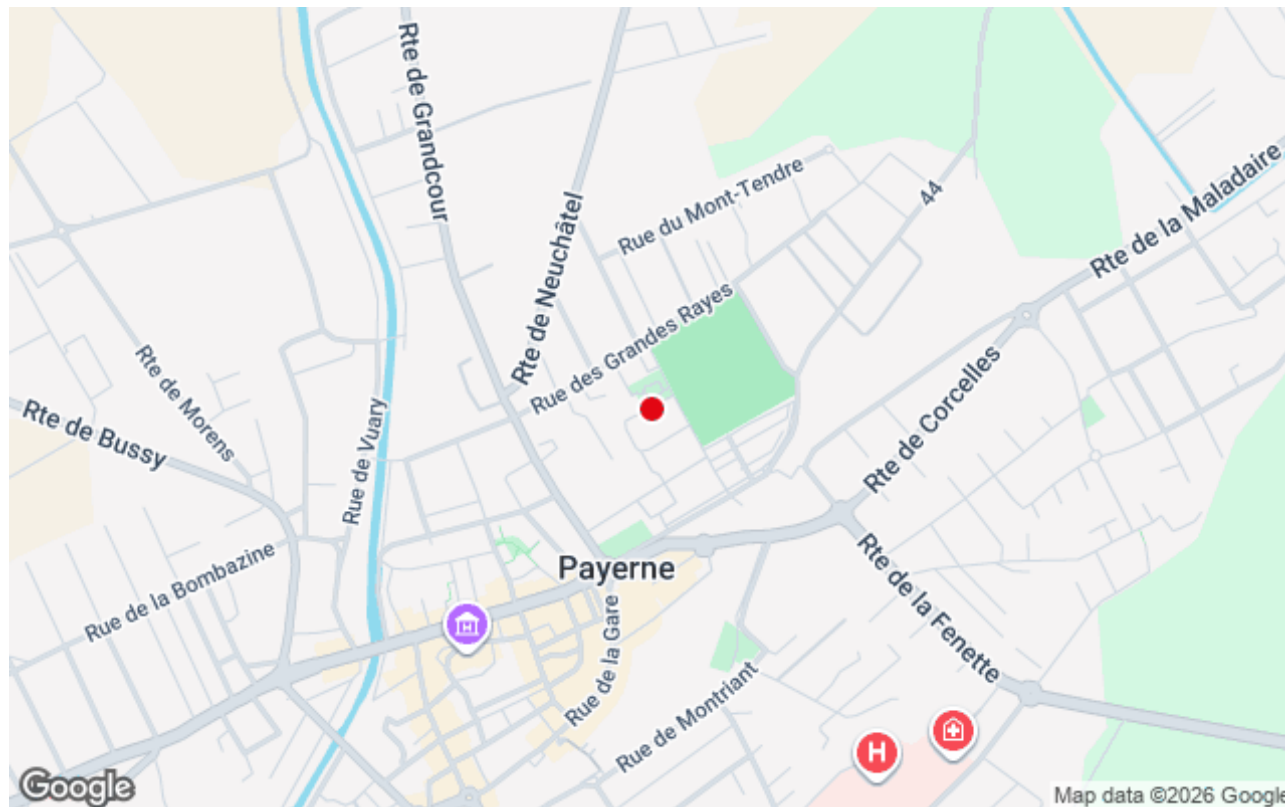 Rte de Grandcour
Rte de Neuchâtel
Rue du Mont-Tendre
44
Rte de la Maladaire
Rue des Grandes Rayes
Rte de Morens
Rte de Bussy
Rue de Vuary
Rte de Corcelles
Rue de la Bombazine
Payerne
Rte de la Fenette
Rue de la Gare
Rue de Montriant
H
H
Google
Map data ©2026 Google